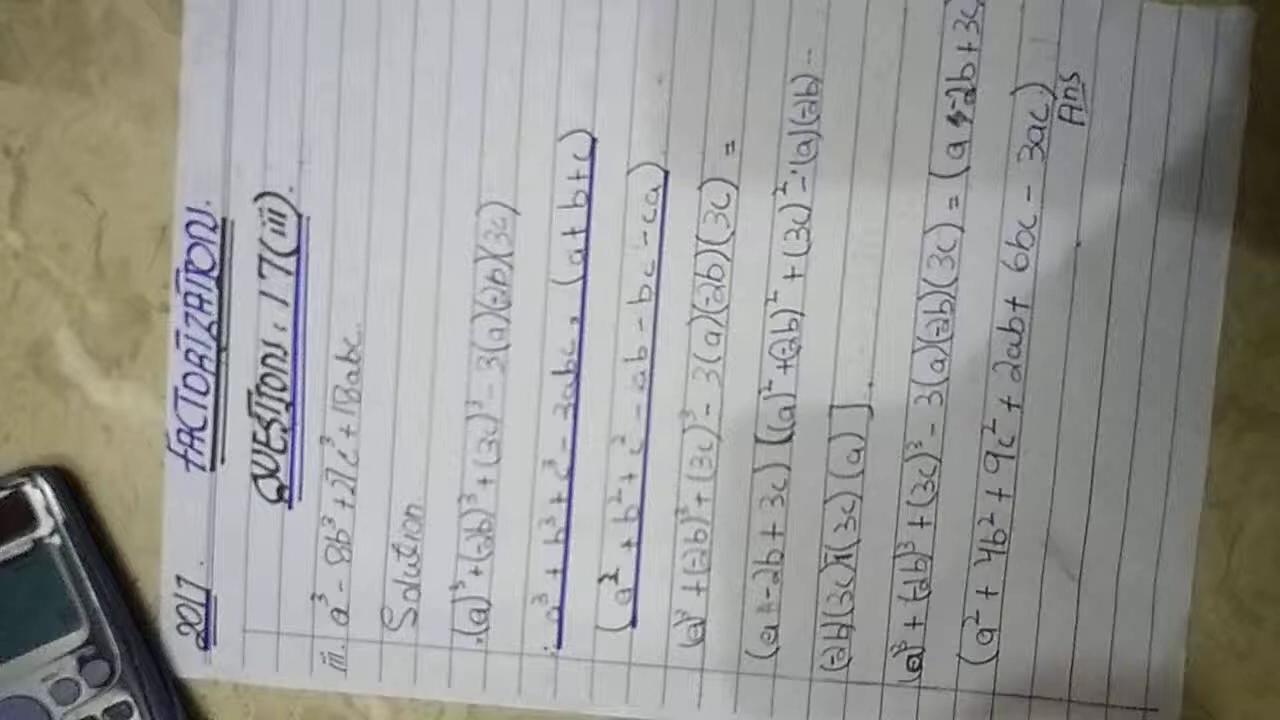 2017. FACTORIZATION.
QUESTION: 17(iii).
iii. a³ - 8b³ + 27c³ + 18abc.
Solution
(a)³ + (-2b)³ + (3c)³ - 3(a)(-2b)(3c)
∴ a³ + b³ + c³ - 3abc = (a + b + c)
(a² + b² + c² - ab - bc - ca)
(a)³ + (-2b)³ + (3c)³ - 3(a)(-2b)(3c) =
(a - 2b + 3c) [(a)² + (-2b)² + (3c)² - (a)(-2b) -
(-2b)(3c) - (3c)(a)]
(a)³ + (-2b)³ + (3c)³ - 3(a)(-2b)(3c) = (a - 2b + 3c)
(a² + 4b² + 9c² + 2ab + 6bc - 3ac)
Ans